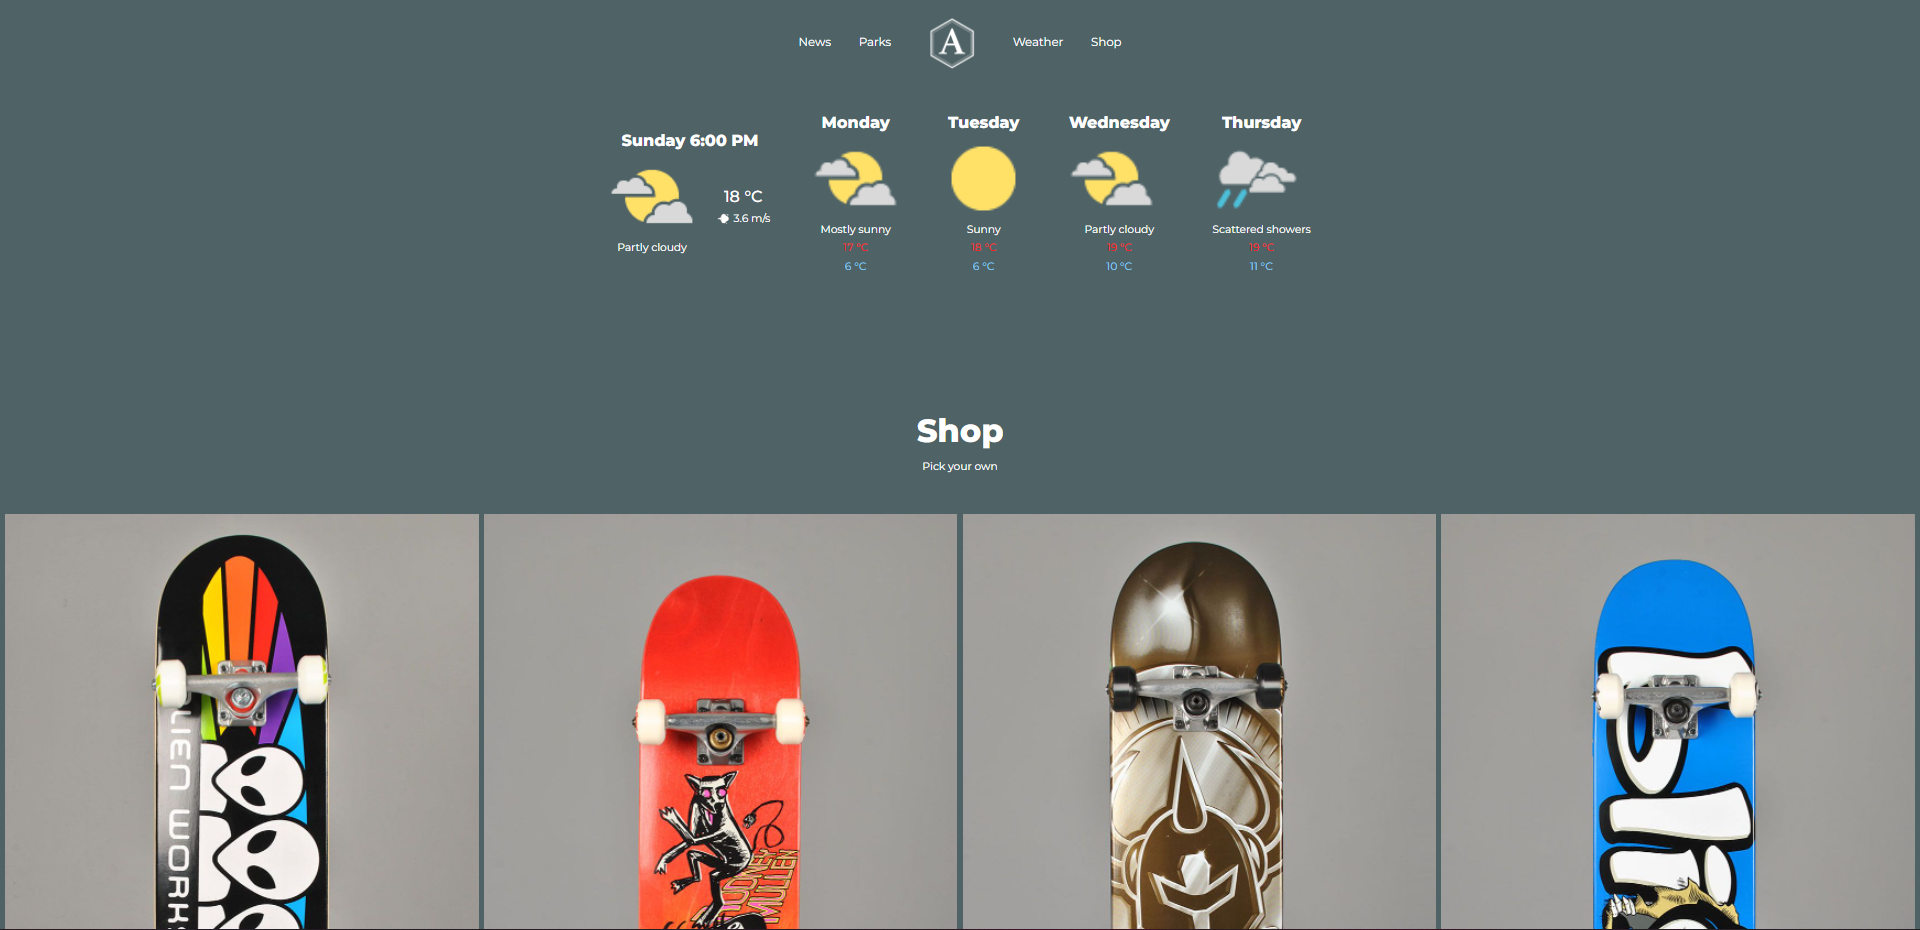 News Parks A Weather Shop
Sunday 6:00 PM
18 °C
3.6 m/s
Partly cloudy
Monday
Mostly sunny
17 °C
6 °C
Tuesday
Sunny
18 °C
6 °C
Wednesday
Partly cloudy
19 °C
10 °C
Thursday
Scattered showers
19 °C
11 °C
Shop
Pick your own
LIEN WORKS
MULLEN